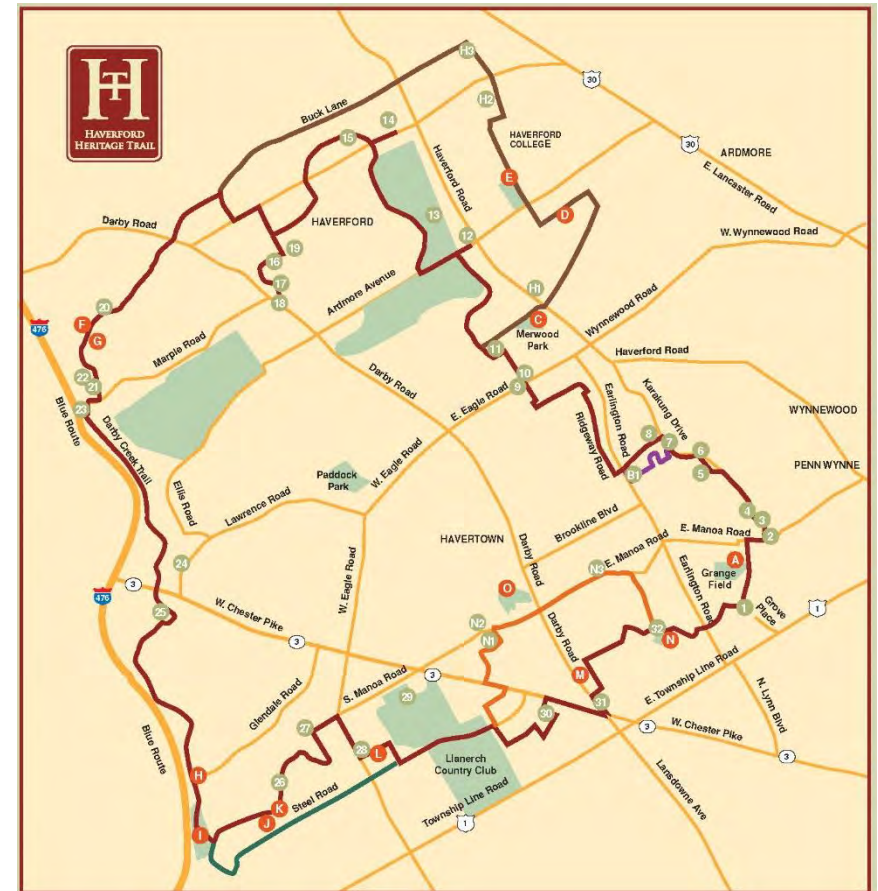 HT
HAVERFORD
HERITAGE TRAIL
H3
30
Buck Lane
H2
14
15
HAVERFORD
COLLEGE
30
ARDMORE
Haverford Road
E. Lancaster Road
E
Darby Road
HAVERFORD
13
D
12
W. Wynnewood Road
19
16
17
18
Ardmore Avenue
H1
C
Merwood
Park
Wynnewood Road
20
F
476
G
Marple Road
11
10
9
Haverford Road
22
21
23
Darby Road
E. Eagle Road
Earlington Road
Karakung Drive
WYNNEWOOD
Blue Route
Darby Creek Trail
Ridgeway Road
8
7
6
5
B1
PENN WYNNE
Paddock
Park
W. Eagle Road
Ellis Road
Lawrence Road
Brookline Blvd
4
3
2
E. Manoa Road
HAVERTOWN
E. Manoa Road
A
Grange
Field
24
3
476
N3
O
Darby Road
Earlington Road
1
Grove
Place
1
25
W. Chester Pike
W. Eagle Road
N2
N1
32
N
3
Darby Road
M
E. Township Line Road
S. Manoa Road
3
29
Glendale Road
N. Lynn Blvd
31
30
3
W. Chester Pike
3
Blue Route
27
28
L
Llanerch
Country Club
H
26
K
J
Steel Road
Township Line Road
1
Lansdowne Ave
I